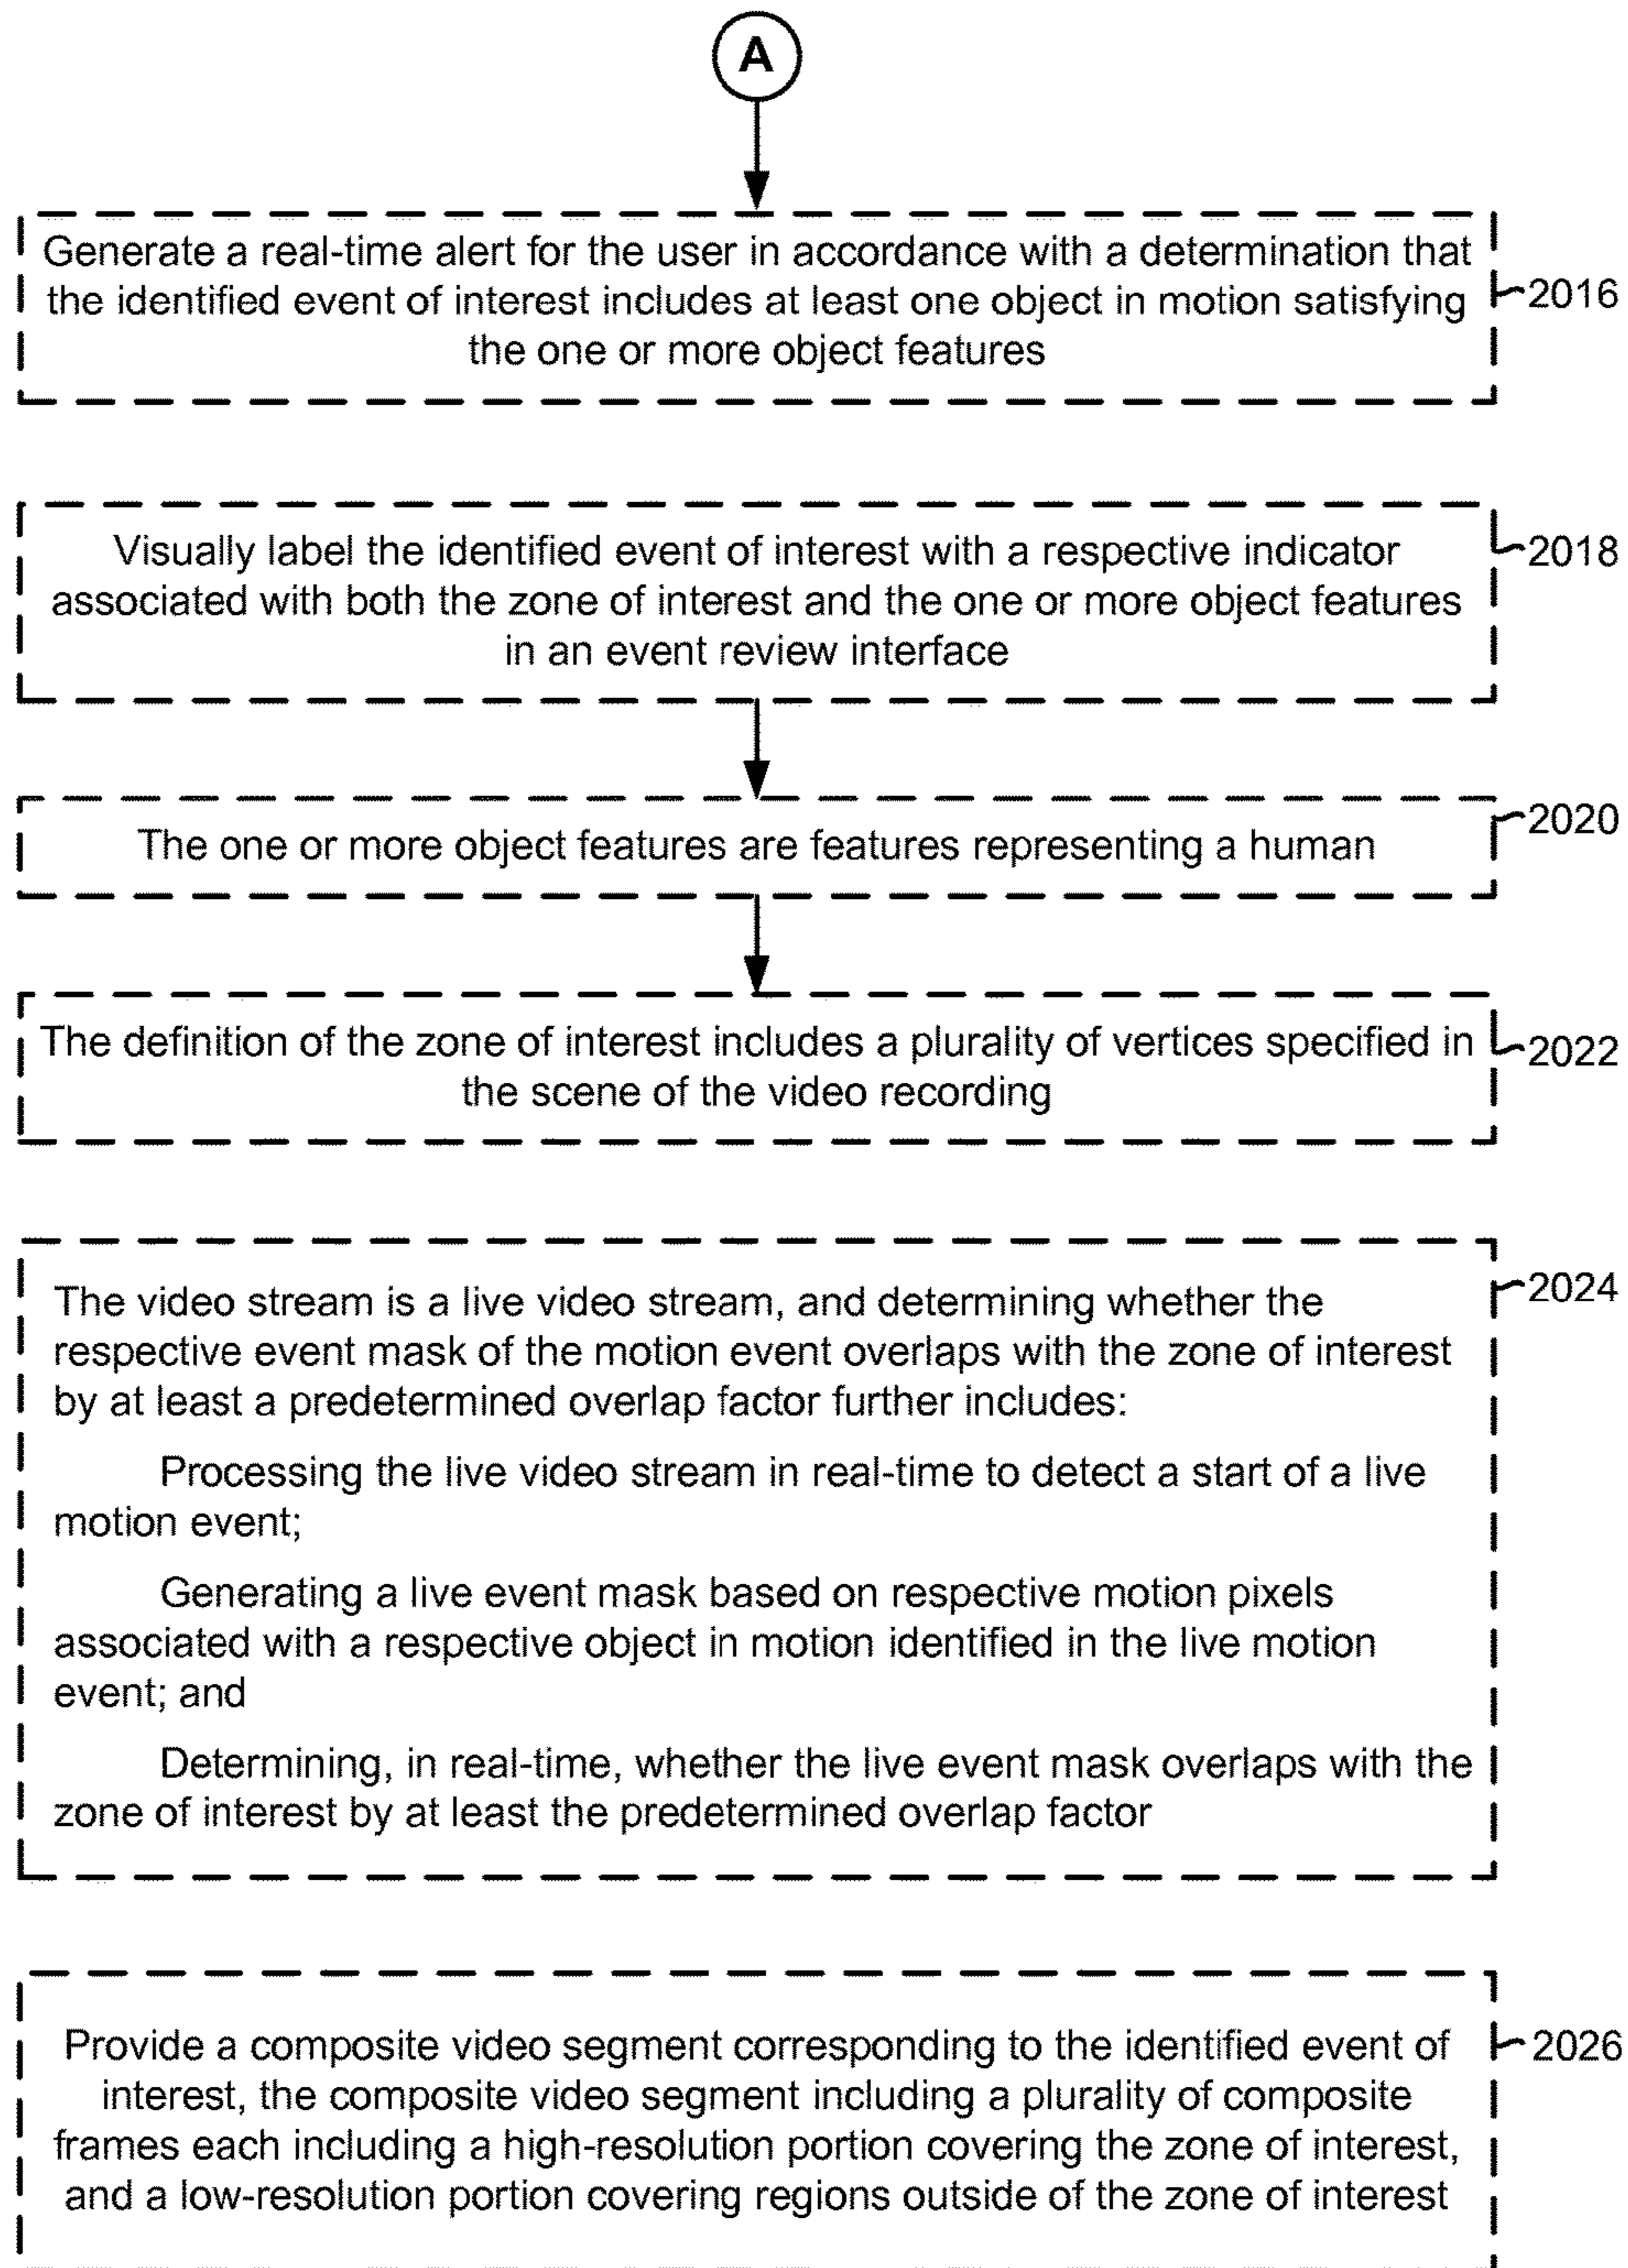 A
Generate a real-time alert for the user in accordance with a determination that
the identified event of interest includes at least one object in motion satisfying
the one or more object features
2016
Visually label the identified event of interest with a respective indicator
associated with both the zone of interest and the one or more object features
in an event review interface
2018
The one or more object features are features representing a human
2020
The definition of the zone of interest includes a plurality of vertices specified in
the scene of the video recording
2022
The video stream is a live video stream, and determining whether the
respective event mask of the motion event overlaps with the zone of interest
by at least a predetermined overlap factor further includes:
Processing the live video stream in real-time to detect a start of a live
motion event;
Generating a live event mask based on respective motion pixels
associated with a respective object in motion identified in the live motion
event; and
Determining, in real-time, whether the live event mask overlaps with the
zone of interest by at least the predetermined overlap factor
2024
Provide a composite video segment corresponding to the identified event of
interest, the composite video segment including a plurality of composite
frames each including a high-resolution portion covering the zone of interest,
and a low-resolution portion covering regions outside of the zone of interest
2026